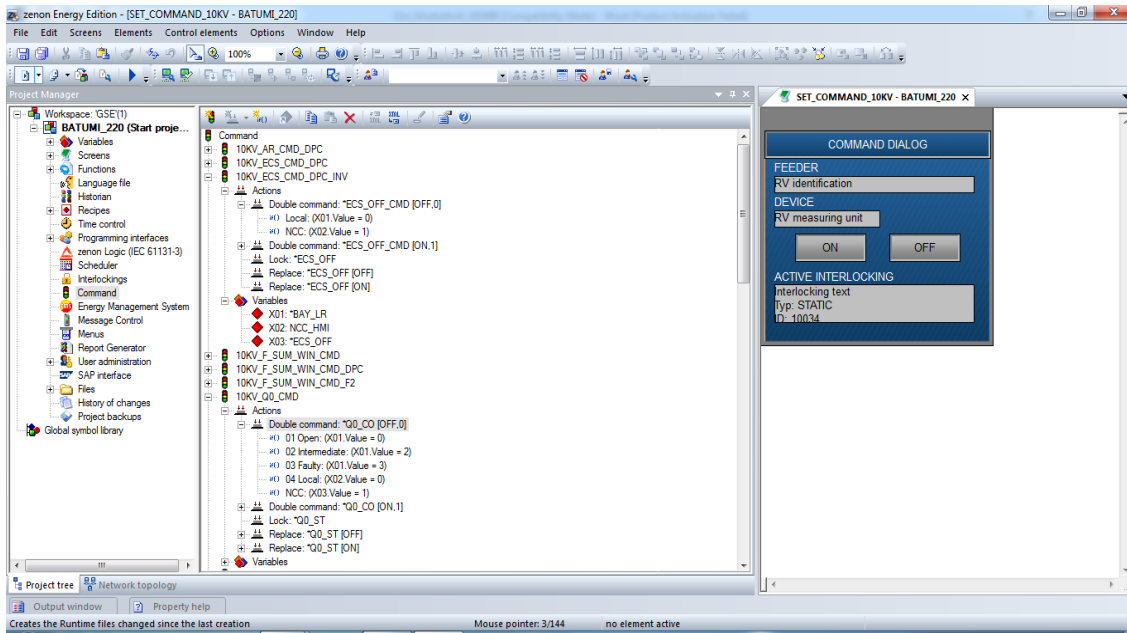 zenon Energy Edition - [SET_COMMAND_10KV - BATUMI_220]
File Edit Screens Elements Control elements Options Window Help
100%
Project Manager
SET_COMMAND_10KV - BATUMI_220
Workspace: 'GSE'(1)
BATUMI_220 (Start proje...
Variables
Screens
Functions
Language file
Historian
Recipes
Time control
Programming interfaces
zenon Logic (IEC 61131-3)
Scheduler
Interlockings
Command
Energy Management System
Message Control
Menus
Report Generator
User administration
SAP interface
Files
History of changes
Project backups
Global symbol library
Command
10KV_AR_CMD_DPC
10KV_ECS_CMD_DPC
10KV_ECS_CMD_DPC_INV
Actions
Double command: *ECS_OFF_CMD [OFF,0]
Local: (X01.Value = 0)
NCC: (X02.Value = 1)
Double command: *ECS_OFF_CMD [ON,1]
Lock: *ECS_OFF
Replace: *ECS_OFF [OFF]
Replace: *ECS_OFF [ON]
Variables
X01: *BAY_LR
X02: NCC_HMI
X03: *ECS_OFF
10KV_F_SUM_WIN_CMD
10KV_F_SUM_WIN_CMD_DPC
10KV_F_SUM_WIN_CMD_F2
10KV_Q0_CMD
Actions
Double command: *Q0_CO [OFF,0]
01 Open: (X01.Value = 0)
02 Intermediate: (X01.Value = 2)
03 Faulty: (X01.Value = 3)
04 Local: (X02.Value = 0)
NCC: (X03.Value = 1)
Double command: *Q0_CO [ON,1]
Lock: *Q0_ST
Replace: *Q0_ST [OFF]
Replace: *Q0_ST [ON]
Variables
COMMAND DIALOG
FEEDER
RV identification
DEVICE
RV measuring unit
ON OFF
ACTIVE INTERLOCKING
Interlocking text
Typ: STATIC
ID: 10034
Project tree Network topology
Output window Property help
Creates the Runtime files changed since the last creation Mouse pointer: 3/144 no element active